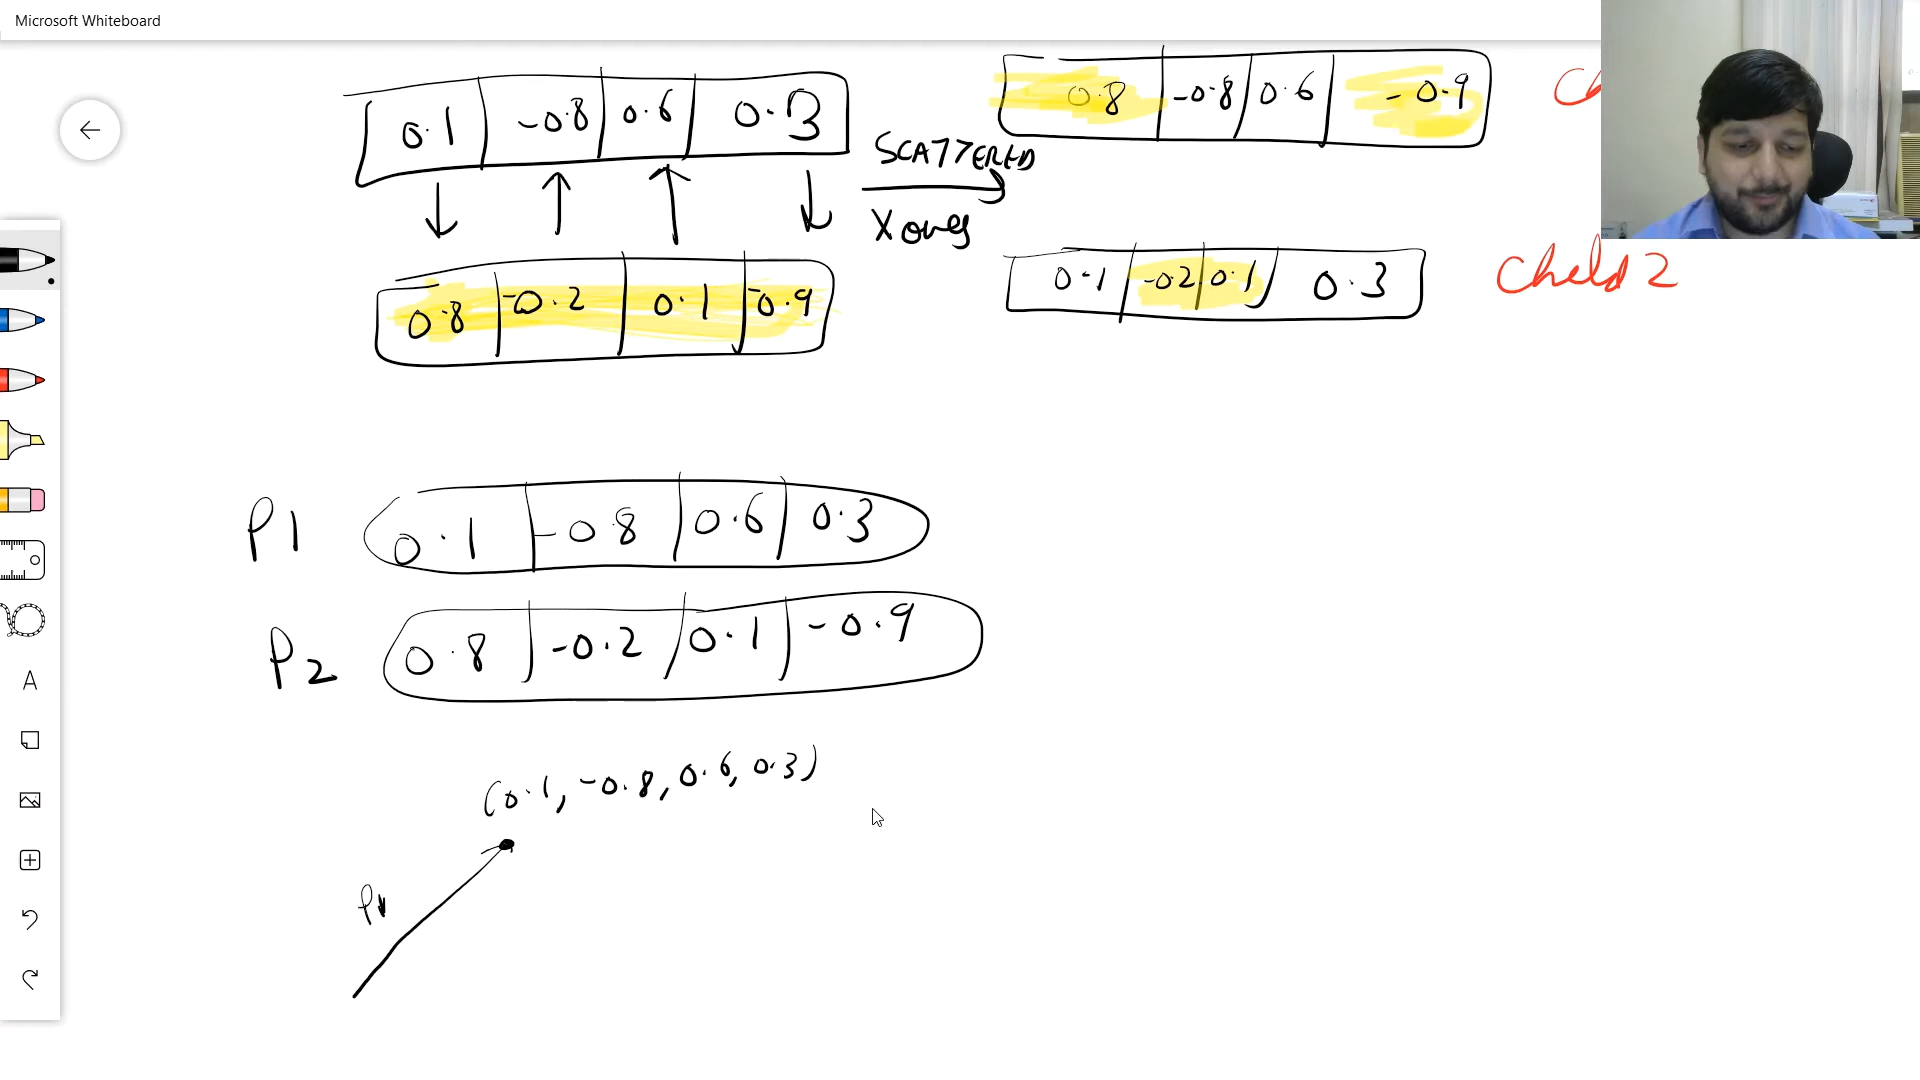 Microsoft Whiteboard
0.1 -0.8 0.6 0.3
0.8 -0.8 0.6 -0.9
SCATTERED
Xover
0.8 -0.2 0.1 -0.9
0.1 -0.2 0.1 0.3
Child 2
P1 0.1 -0.8 0.6 0.3
P2 0.8 -0.2 0.1 -0.9
(0.1, -0.8, 0.6, 0.3)
P1
A